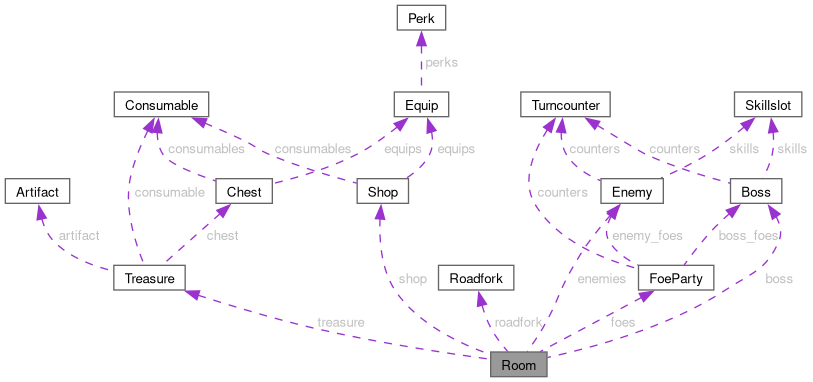 Perk
perks
Consumable
Equip
Turncounter
Skillslot
consumables
consumables
equips
equips
counters
counters
skills
skills
Artifact
consumable
Chest
Shop
counters
Enemy
Boss
artifact
chest
enemy_foes
boss_foes
Treasure
shop
Roadfork
enemies
FoeParty
boss
treasure
roadfork
foes
Room